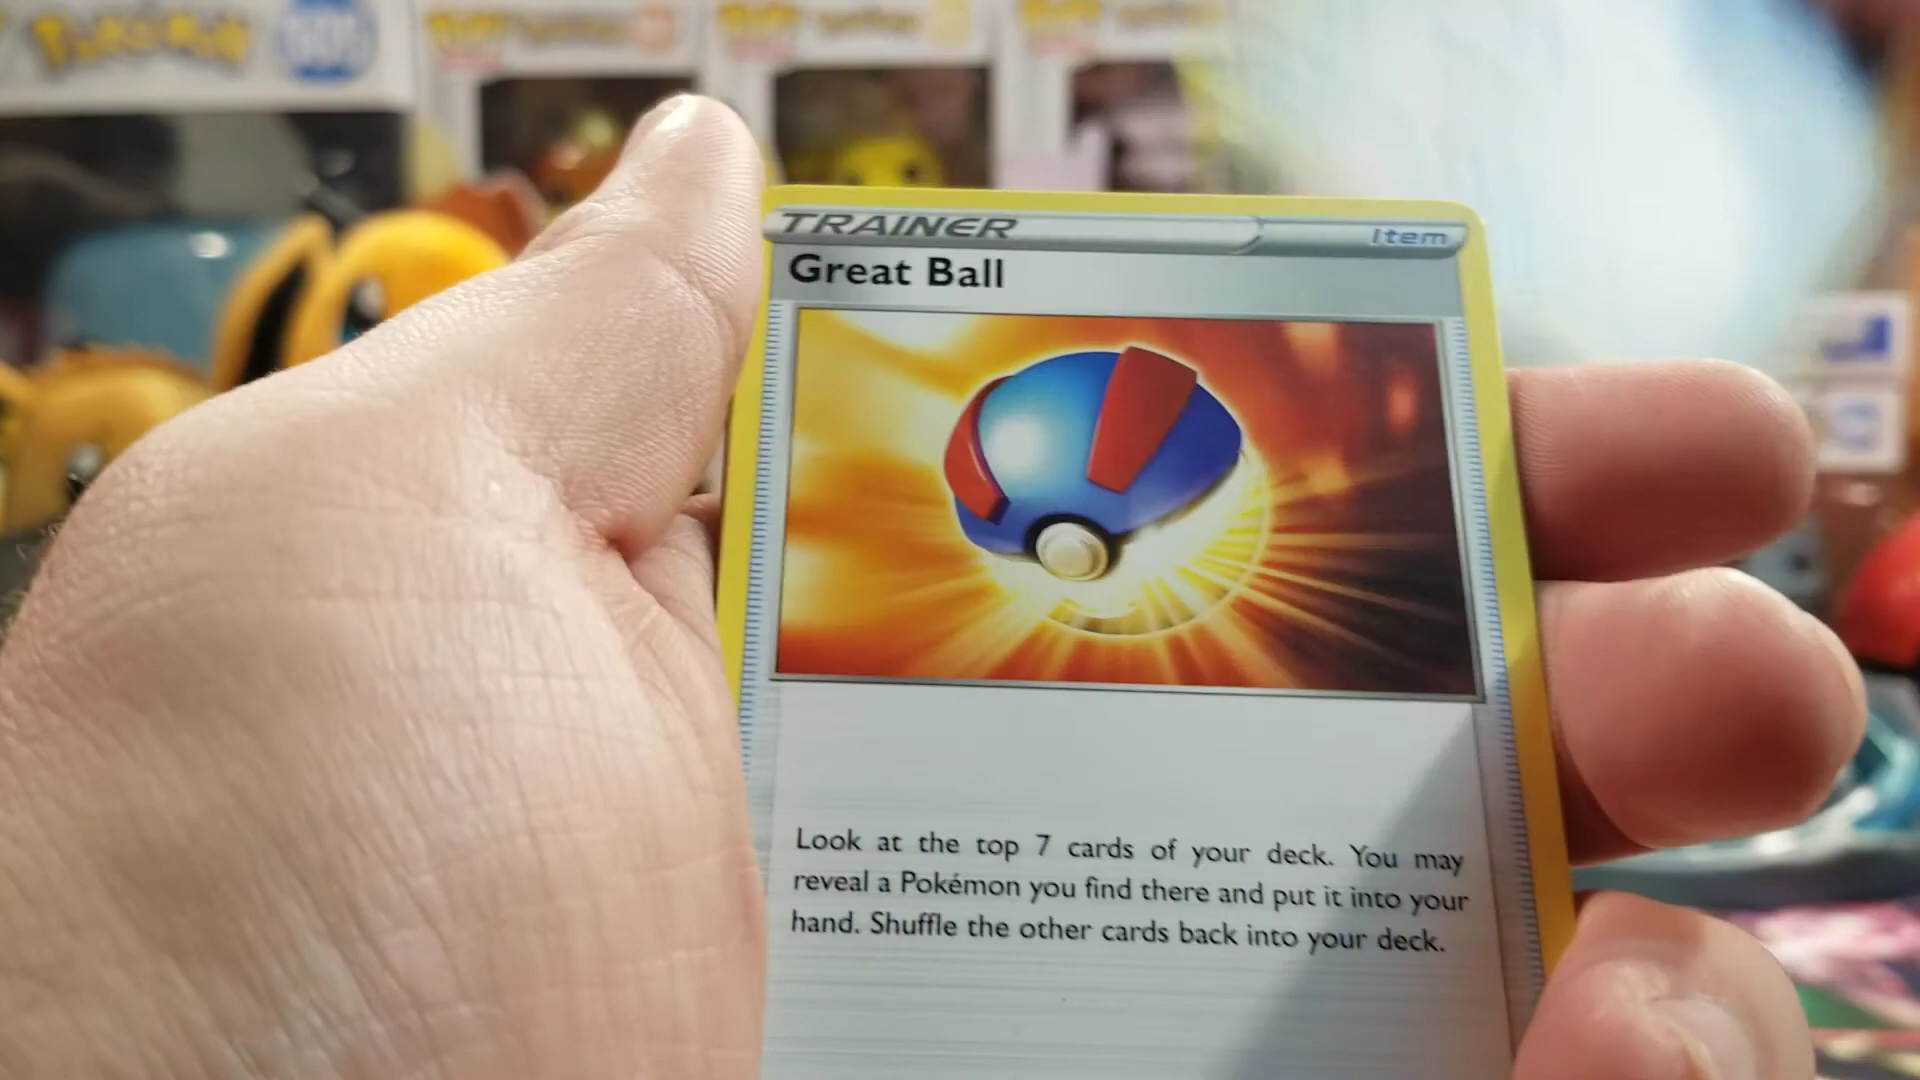 Pokémon
TRAINER
Item
Great Ball
Look at the top 7 cards of your deck. You may
reveal a Pokémon you find there and put it into your
hand. Shuffle the other cards back into your deck.